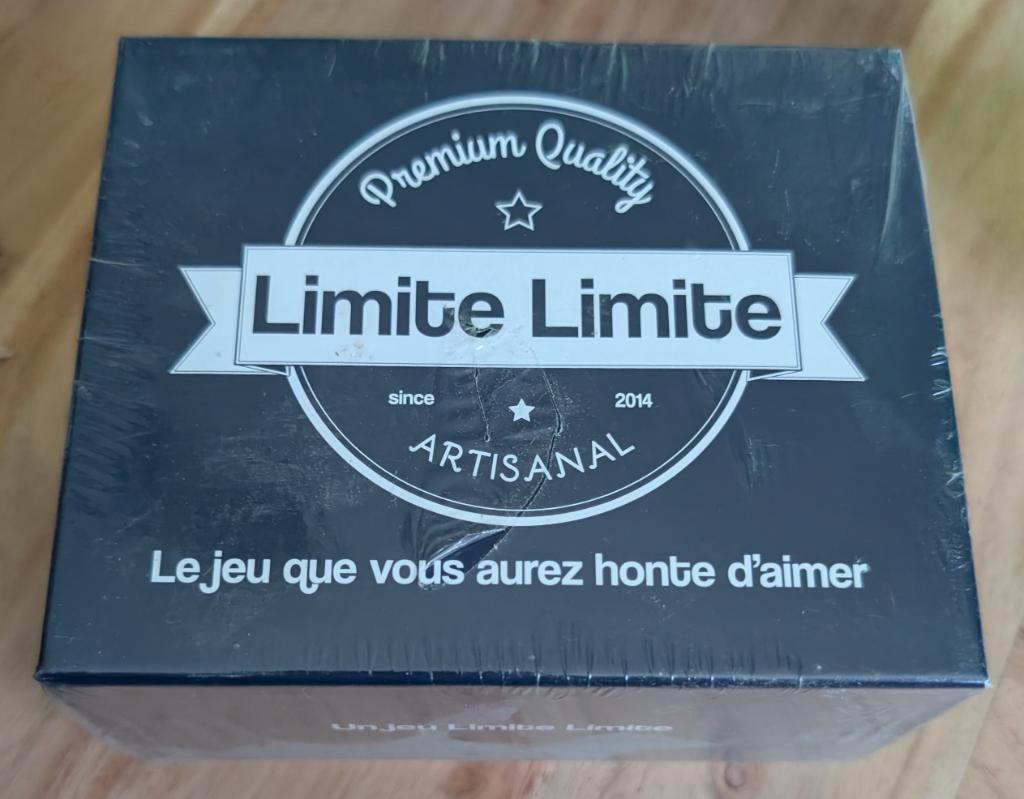 Premium Quality
Limite Limite
since 2014
ARTISANAL
Le jeu que vous aurez honte d'aimer
Un jeu Limite Limite